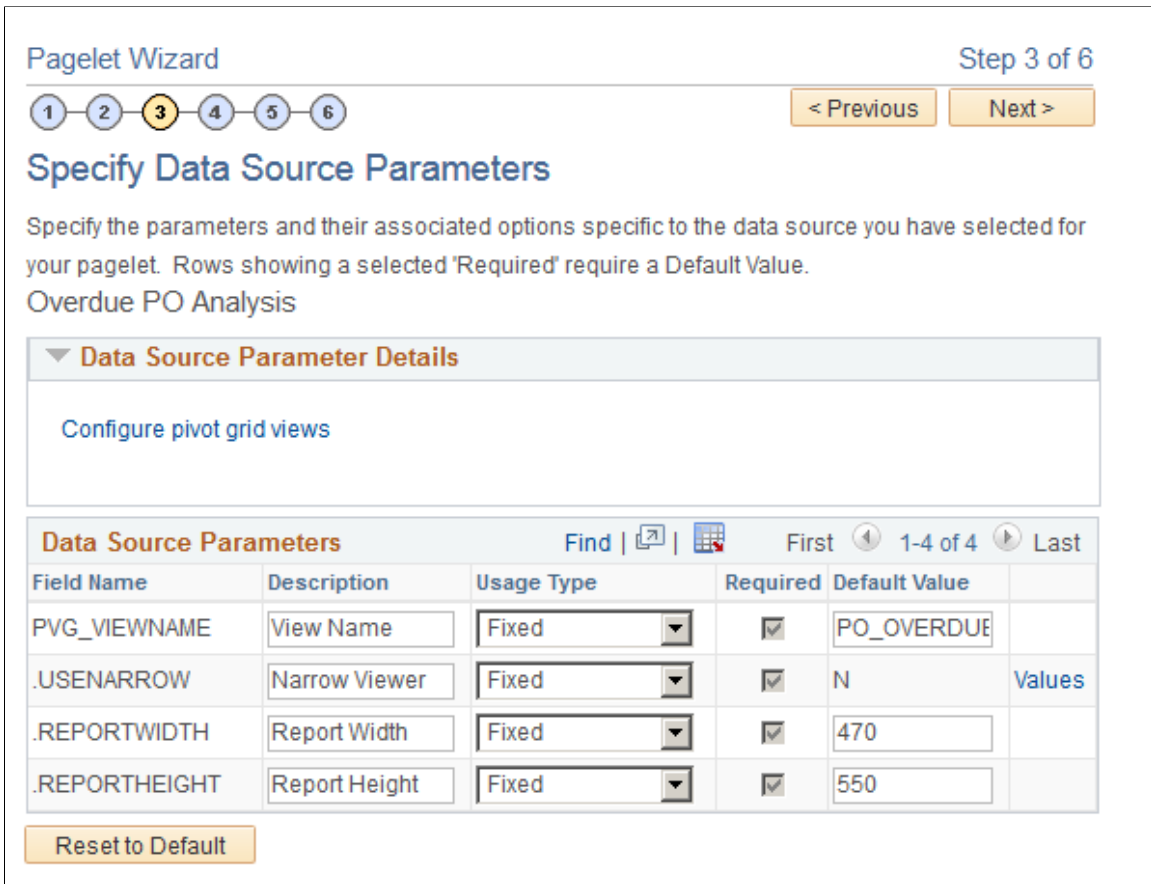 Pagelet Wizard Step 3 of 6
1 2 3 4 5 6 < Previous Next >
Specify Data Source Parameters
Specify the parameters and their associated options specific to the data source you have selected for
your pagelet. Rows showing a selected 'Required' require a Default Value.
Overdue PO Analysis
Data Source Parameter Details
Configure pivot grid views
Data Source Parameters Find | | First 1-4 of 4 Last
Field Name Description Usage Type Required Default Value
PVG_VIEWNAME View Name Fixed PO_OVERDUE
.USENARROW Narrow Viewer Fixed N Values
.REPORTWIDTH Report Width Fixed 470
.REPORTHEIGHT Report Height Fixed 550
Reset to Default